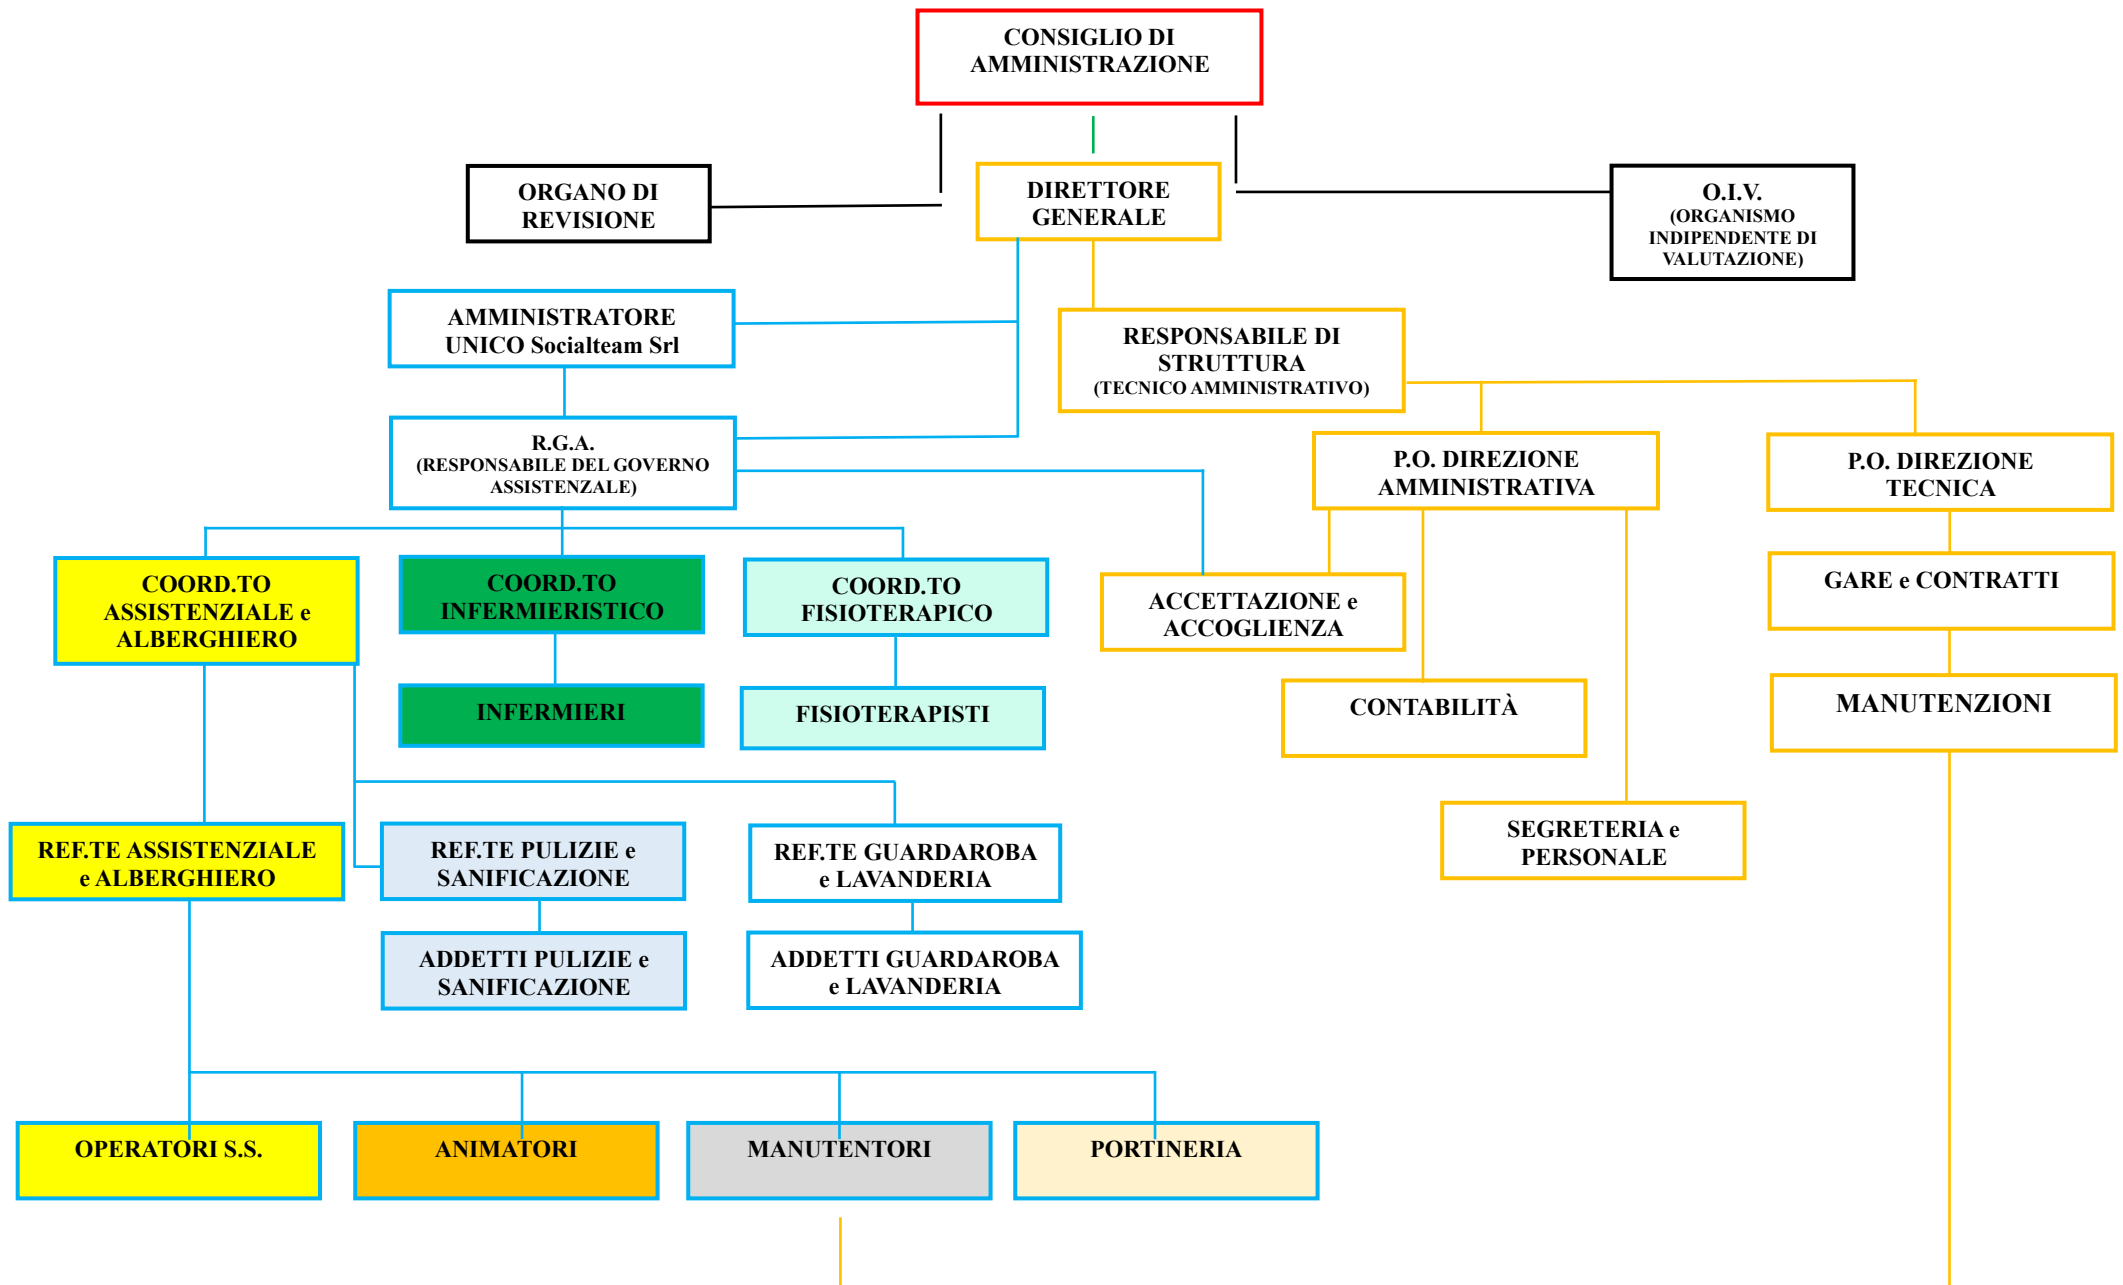 CONSIGLIO DI
AMMINISTRAZIONE
ORGANO DI
REVISIONE
DIRETTORE
GENERALE
O.I.V.
(ORGANISMO
INDIPENDENTE DI
VALUTAZIONE)
AMMINISTRATORE
UNICO Socialteam Srl
RESPONSABILE DI
STRUTTURA
(TECNICO AMMINISTRATIVO)
R.G.A.
(RESPONSABILE DEL GOVERNO
ASSISTENZALE)
P.O. DIREZIONE
AMMINISTRATIVA
P.O. DIREZIONE
TECNICA
COORD.TO
ASSISTENZIALE e
ALBERGHIERO
COORD.TO
INFERMIERISTICO
COORD.TO
FISIOTERAPICO
ACCETTAZIONE e
ACCOGLIENZA
GARE e CONTRATTI
INFERMIERI
FISIOTERAPISTI
CONTABILITÀ
MANUTENZIONI
REF.TE ASSISTENZIALE
e ALBERGHIERO
REF.TE PULIZIE e
SANIFICAZIONE
REF.TE GUARDAROBA
e LAVANDERIA
SEGRETERIA e
PERSONALE
ADDETTI PULIZIE e
SANIFICAZIONE
ADDETTI GUARDAROBA
e LAVANDERIA
OPERATORI S.S.
ANIMATORI
MANUTENTORI
PORTINERIA